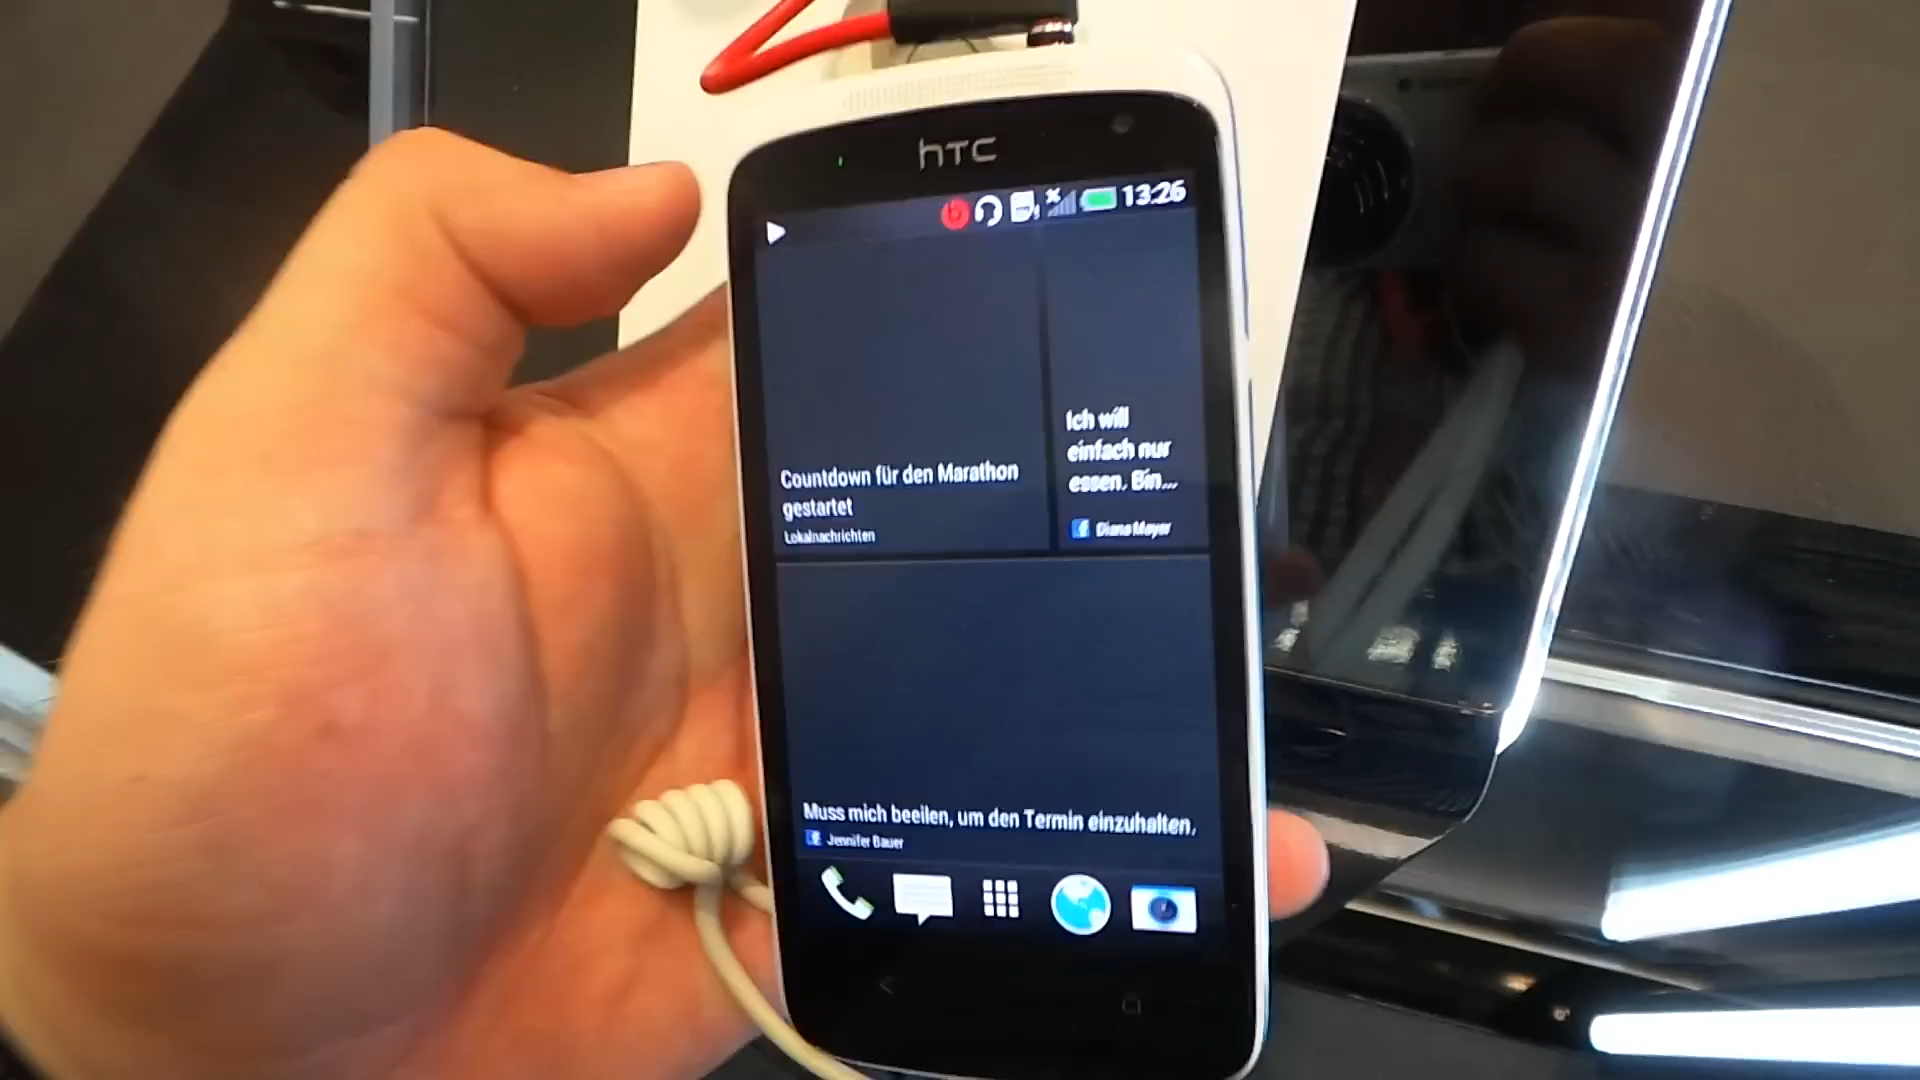 hTC
13:26
Countdown für den Marathon
gestartet
Lokalnachrichten
Ich will
einfach nur
essen. Bin...
Diana Mayer
Muss mich beeilen, um den Termin einzuhalten.
Jennifer Bauer